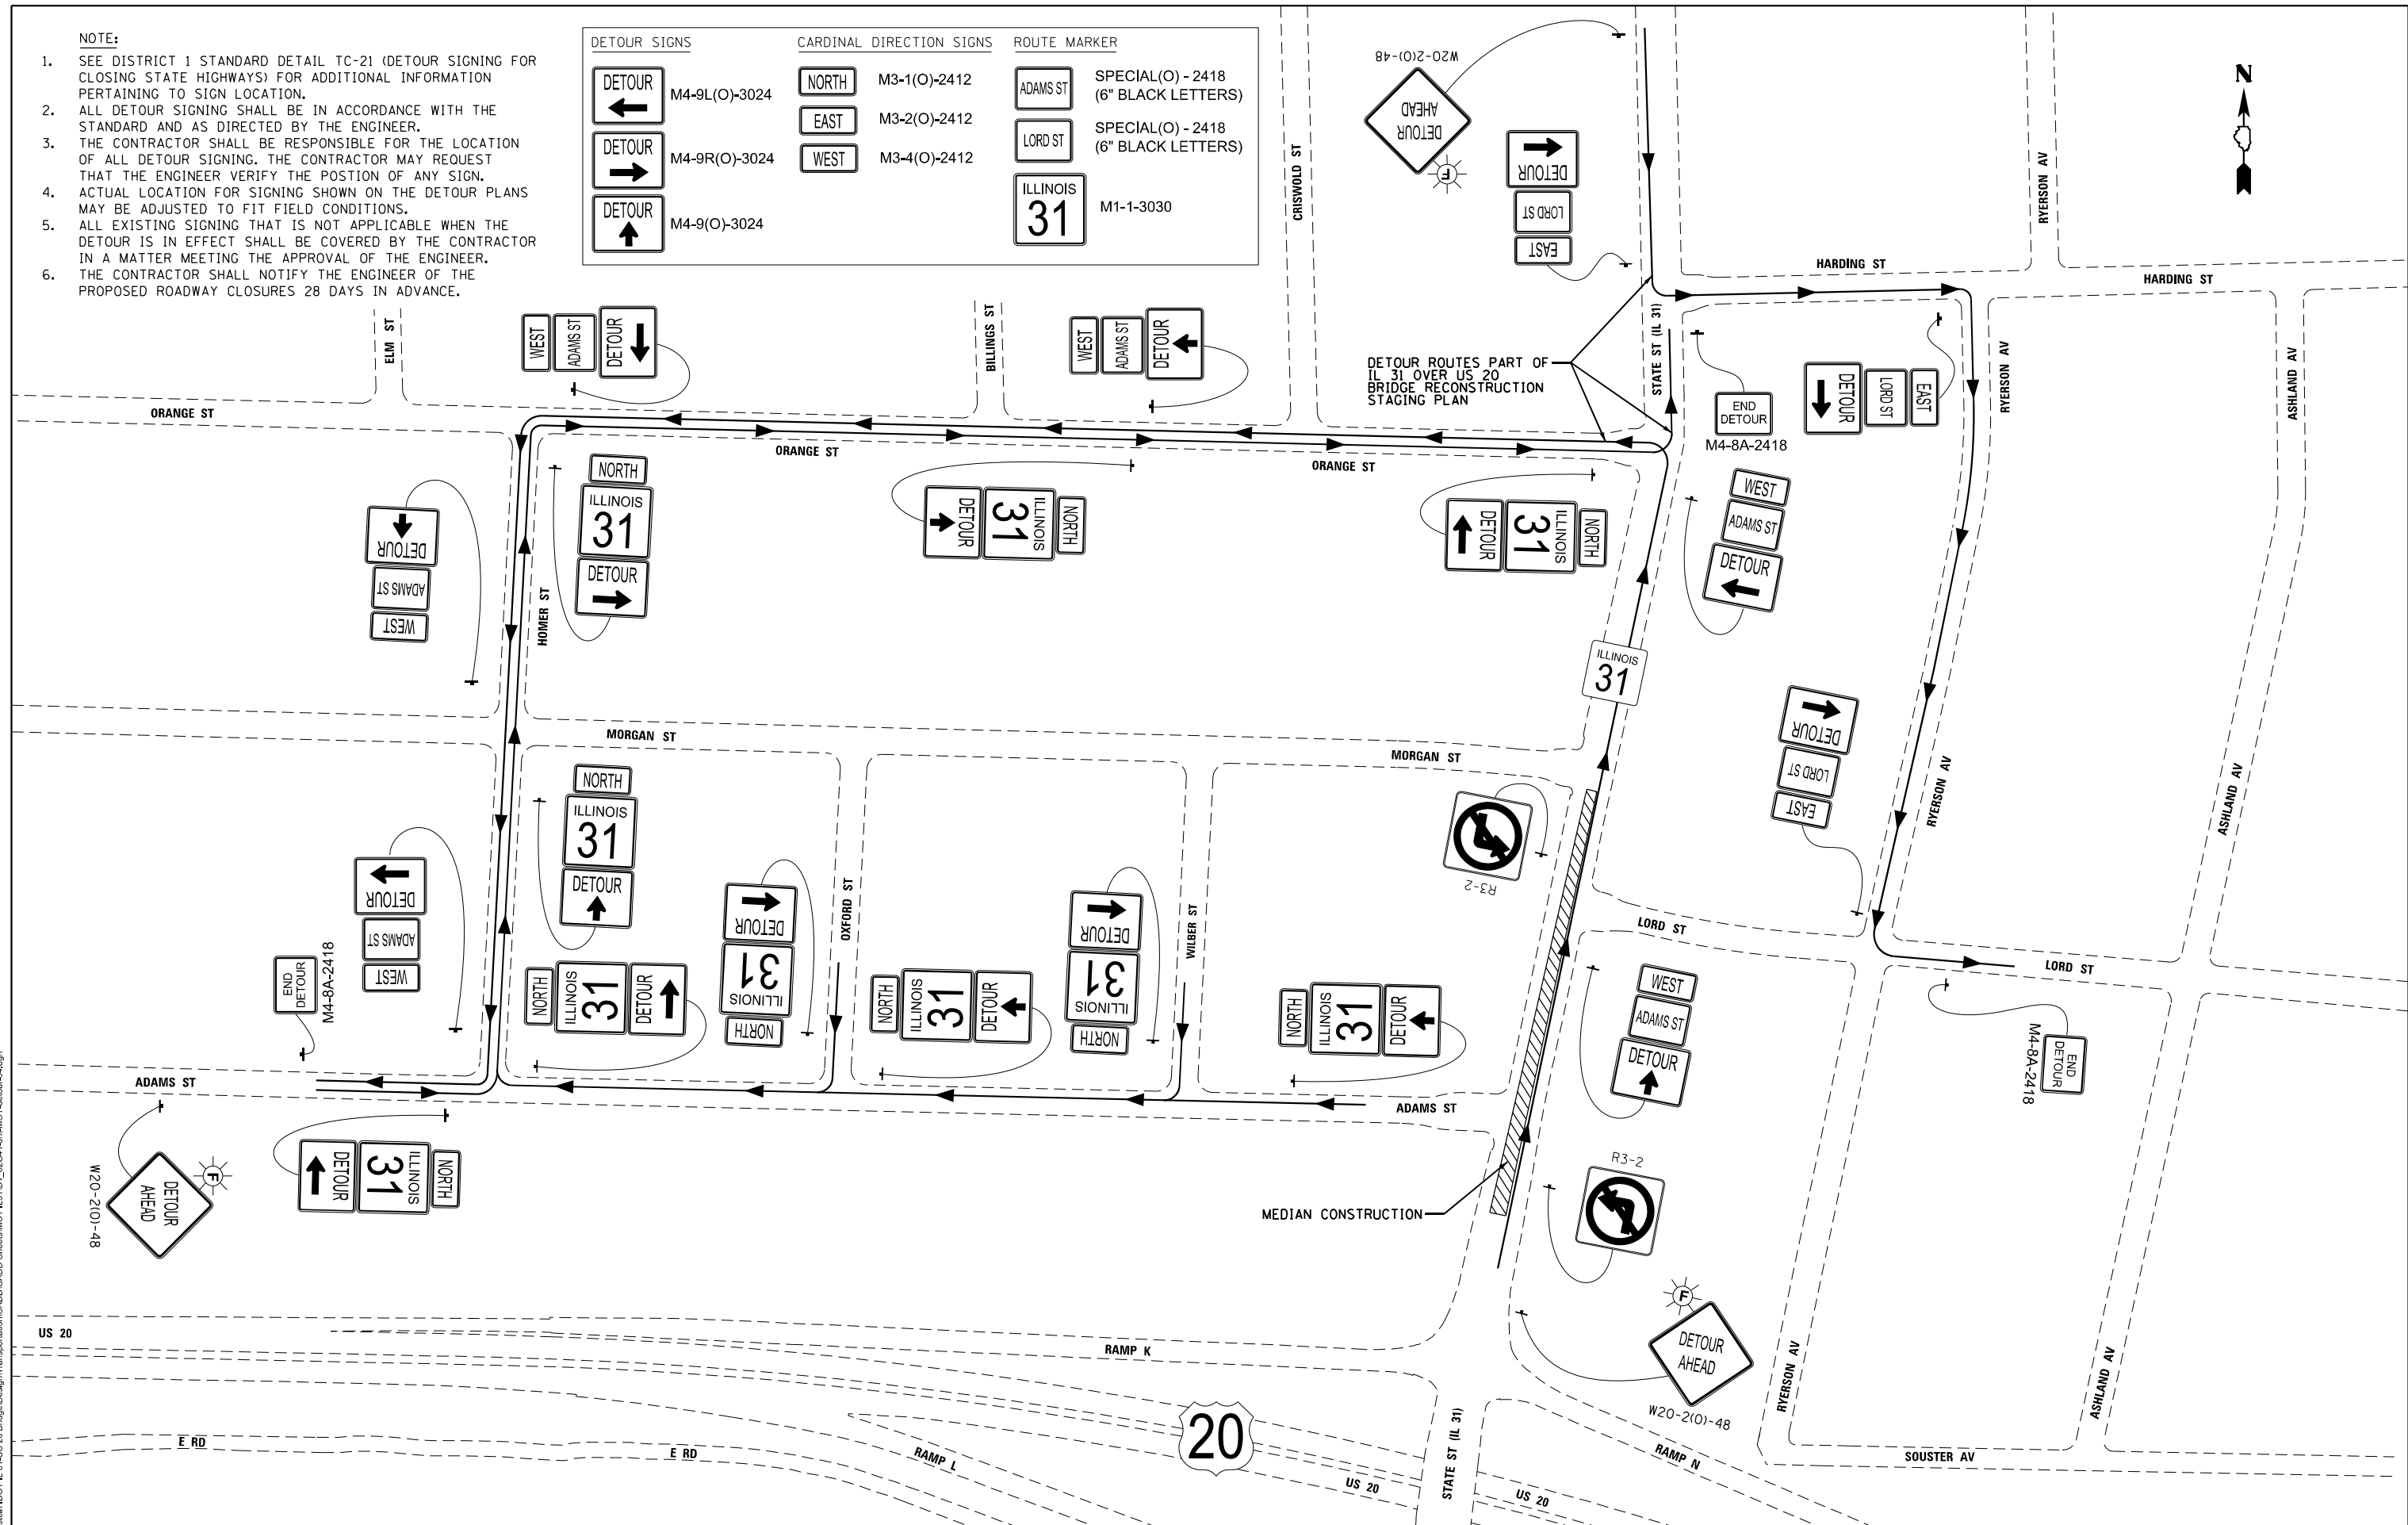 NOTE:
1. SEE DISTRICT 1 STANDARD DETAIL TC-21 (DETOUR SIGNING FOR
CLOSING STATE HIGHWAYS) FOR ADDITIONAL INFORMATION
PERTAINING TO SIGN LOCATION.
2. ALL DETOUR SIGNING SHALL BE IN ACCORDANCE WITH THE
STANDARD AND AS DIRECTED BY THE ENGINEER.
3. THE CONTRACTOR SHALL BE RESPONSIBLE FOR THE LOCATION
OF ALL DETOUR SIGNING. THE CONTRACTOR MAY REQUEST
THAT THE ENGINEER VERIFY THE POSTION OF ANY SIGN.
4. ACTUAL LOCATION FOR SIGNING SHOWN ON THE DETOUR PLANS
MAY BE ADJUSTED TO FIT FIELD CONDITIONS.
5. ALL EXISTING SIGNING THAT IS NOT APPLICABLE WHEN THE
DETOUR IS IN EFFECT SHALL BE COVERED BY THE CONTRACTOR
IN A MATTER MEETING THE APPROVAL OF THE ENGINEER.
6. THE CONTRACTOR SHALL NOTIFY THE ENGINEER OF THE
PROPOSED ROADWAY CLOSURES 28 DAYS IN ADVANCE.
DETOUR SIGNS
DETOUR
M4-9L(O)-3024
DETOUR
M4-9R(O)-3024
DETOUR
M4-9(O)-3024
CARDINAL DIRECTION SIGNS
NORTH
M3-1(O)-2412
EAST
M3-2(O)-2412
WEST
M3-4(O)-2412
ROUTE MARKER
ADAMS ST
SPECIAL(O) - 2418
(6" BLACK LETTERS)
LORD ST
SPECIAL(O) - 2418
(6" BLACK LETTERS)
ILLINOIS
31
M1-1-3030
CRISWOLD ST
W20-2(O)-48
DETOUR
AHEAD
F
EAST
LORD ST
DETOUR
RYERSON AV
N
HARDING ST
HARDING ST
ELM ST
WEST
ADAMS ST
DETOUR
BILLINGS ST
WEST
ADAMS ST
DETOUR
STATE ST (IL 31)
DETOUR ROUTES PART OF
IL 31 OVER US 20
BRIDGE RECONSTRUCTION
STAGING PLAN
END
DETOUR
M4-8A-2418
EAST
LORD ST
DETOUR
RYERSON AV
ASHLAND AV
ORANGE ST
ORANGE ST
ORANGE ST
WEST
ADAMS ST
DETOUR
HOMER ST
NORTH
ILLINOIS
31
DETOUR
NORTH
ILLINOIS
31
DETOUR
NORTH
ILLINOIS
31
DETOUR
WEST
ADAMS ST
DETOUR
ILLINOIS
31
MORGAN ST
MORGAN ST
EAST
LORD ST
DETOUR
RYERSON AV
ASHLAND AV
NORTH
ILLINOIS
31
DETOUR
R3-2
WEST
ADAMS ST
DETOUR
END
DETOUR
M4-8A-2418
NORTH
ILLINOIS
31
DETOUR
NORTH
ILLINOIS
31
DETOUR
OXFORD ST
NORTH
ILLINOIS
31
DETOUR
NORTH
ILLINOIS
31
DETOUR
WILBER ST
NORTH
ILLINOIS
31
DETOUR
LORD ST
LORD ST
WEST
ADAMS ST
DETOUR
END
DETOUR
M4-8A-2418
ADAMS ST
ADAMS ST
DETOUR
AHEAD
F
W20-2(O)-48
NORTH
ILLINOIS
31
DETOUR
MEDIAN CONSTRUCTION
R3-2
F
DETOUR
AHEAD
W20-2(O)-48
US 20
RAMP K
E RD
E RD
RAMP L
20
US 20
STATE ST (IL 31)
US 20
RAMP N
RYERSON AV
ASHLAND AV
SOUSTER AV